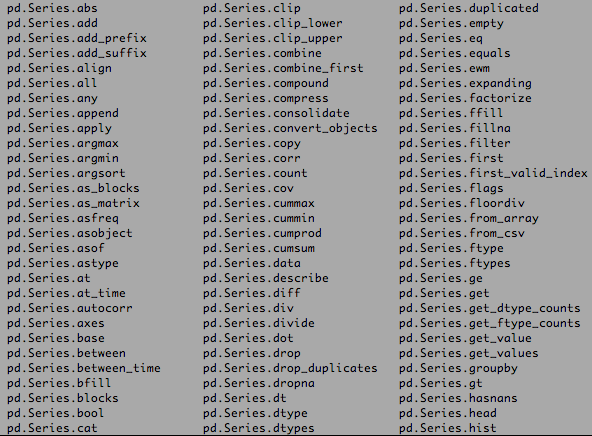 pd.Series.abs pd.Series.clip pd.Series.duplicated
pd.Series.add pd.Series.clip_lower pd.Series.empty
pd.Series.add_prefix pd.Series.clip_upper pd.Series.eq
pd.Series.add_suffix pd.Series.combine pd.Series.equals
pd.Series.align pd.Series.combine_first pd.Series.ewm
pd.Series.all pd.Series.compound pd.Series.expanding
pd.Series.any pd.Series.compress pd.Series.factorize
pd.Series.append pd.Series.consolidate pd.Series.ffill
pd.Series.apply pd.Series.convert_objects pd.Series.fillna
pd.Series.argmax pd.Series.copy pd.Series.filter
pd.Series.argmin pd.Series.corr pd.Series.first
pd.Series.argsort pd.Series.count pd.Series.first_valid_index
pd.Series.as_blocks pd.Series.cov pd.Series.flags
pd.Series.as_matrix pd.Series.cummax pd.Series.floordiv
pd.Series.asfreq pd.Series.cummin pd.Series.from_array
pd.Series.asobject pd.Series.cumprod pd.Series.from_csv
pd.Series.asof pd.Series.cumsum pd.Series.ftype
pd.Series.astype pd.Series.data pd.Series.ftypes
pd.Series.at pd.Series.describe pd.Series.ge
pd.Series.at_time pd.Series.diff pd.Series.get
pd.Series.autocorr pd.Series.div pd.Series.get_dtype_counts
pd.Series.axes pd.Series.divide pd.Series.get_ftype_counts
pd.Series.base pd.Series.dot pd.Series.get_value
pd.Series.between pd.Series.drop pd.Series.get_values
pd.Series.between_time pd.Series.drop_duplicates pd.Series.groupby
pd.Series.bfill pd.Series.dropna pd.Series.gt
pd.Series.blocks pd.Series.dt pd.Series.hasnans
pd.Series.bool pd.Series.dtype pd.Series.head
pd.Series.cat pd.Series.dtypes pd.Series.hist